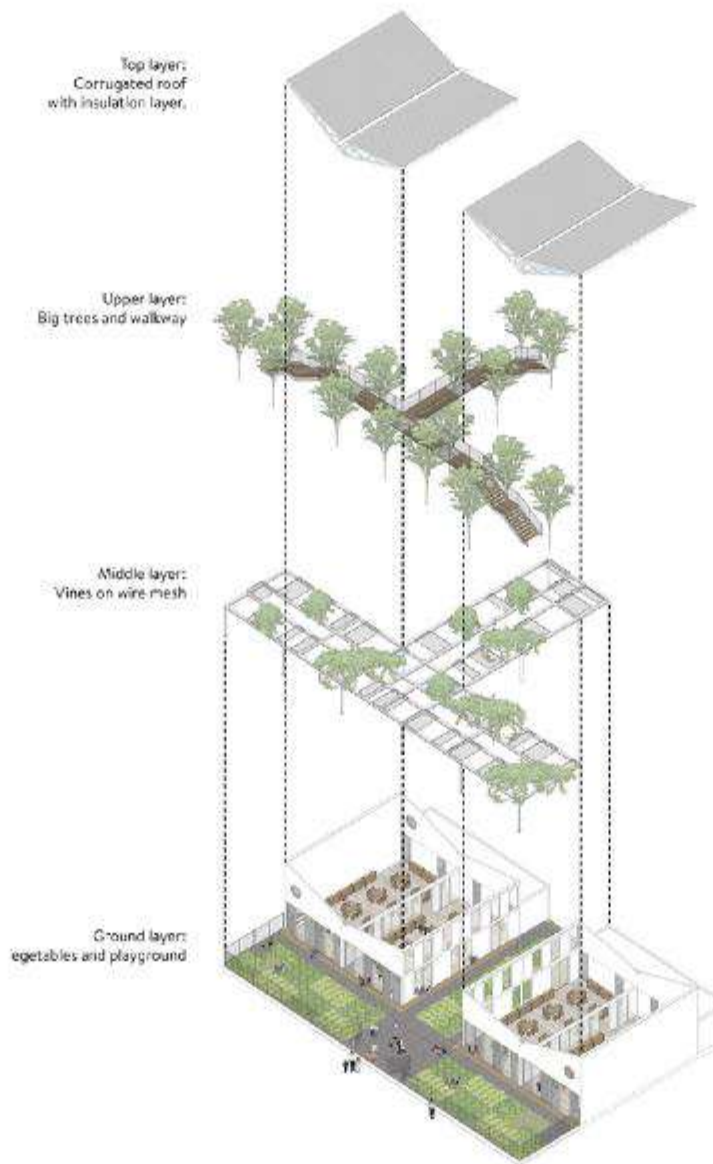 Top layer:
Corrugated roof
with insulation layer.
Upper layer:
Big trees and walkway
Middle layer:
Vines on wire mesh
Ground layer:
egetables and playground